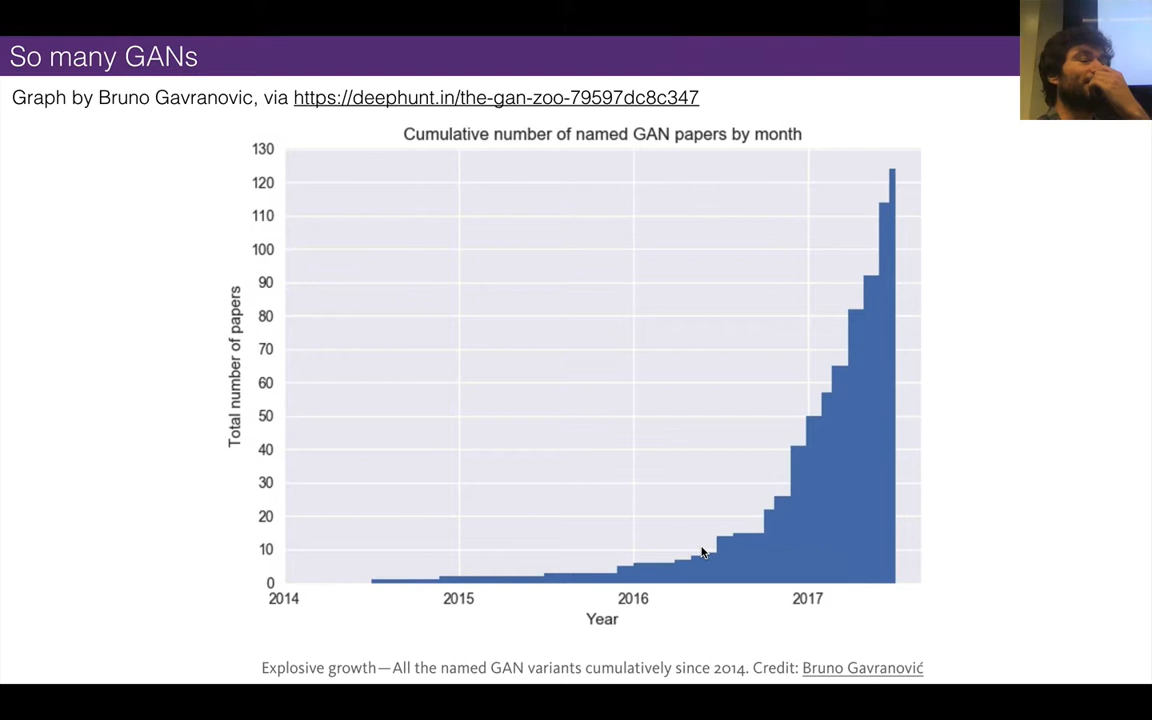 So many GANs
Graph by Bruno Gavranovic, via https://deephunt.in/the-gan-zoo-79597dc8c347
Cumulative number of named GAN papers by month
130
120
110
100
90
80
70
60
50
40
30
20
10
0
Total number of papers
2014 2015 2016 2017
Year
Explosive growth—All the named GAN variants cumulatively since 2014. Credit: Bruno Gavranović